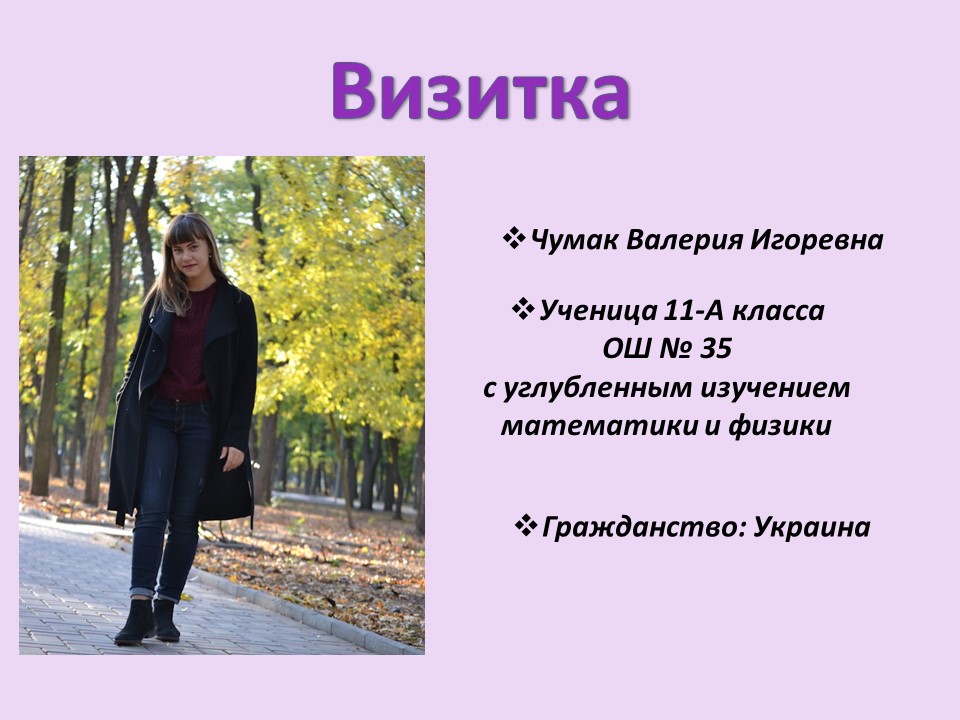 Визитка
❖Чумак Валерия Игоревна
❖Ученица 11-А класса
ОШ № 35
с углубленным изучением
математики и физики
❖Гражданство: Украина